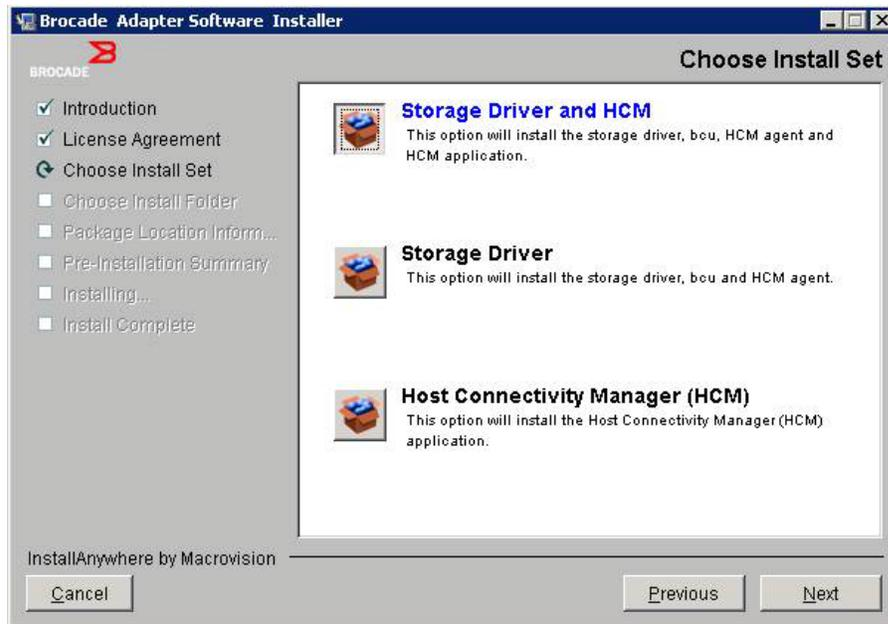 Brocade Adapter Software Installer
BROCADE
Choose Install Set
Introduction
License Agreement
Choose Install Set
Choose Install Folder
Package Location Inform...
Pre-Installation Summary
Installing...
Install Complete
Storage Driver and HCM
This option will install the storage driver, bcu, HCM agent and
HCM application.
Storage Driver
This option will install the storage driver, bcu and HCM agent.
Host Connectivity Manager (HCM)
This option will install the Host Connectivity Manager (HCM)
application.
InstallAnywhere by Macrovision
Cancel
Previous
Next